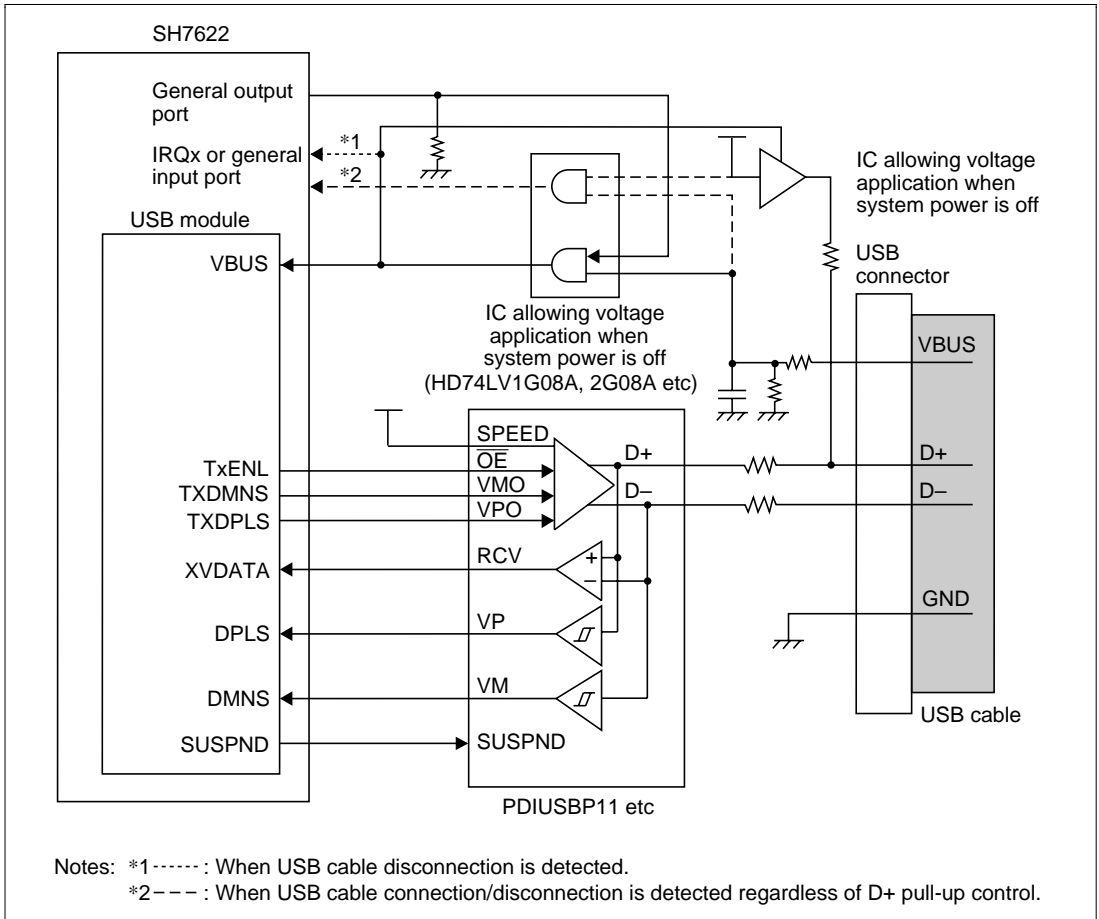 SH7622
General output
port
*1
IRQx or general
input port
*2
USB module
VBUS
IC allowing voltage
application when
system power is off
(HD74LV1G08A, 2G08A etc)
IC allowing voltage
application when
system power is off
USB
connector
VBUS
D+
D–
GND
USB cable
SPEED
OE
VMO
VPO
RCV
+
–
VP
VM
SUSPND
D+
D–
TxENL
TXDMNS
TXDPLS
XVDATA
DPLS
DMNS
SUSPND
PDIUSBP11 etc
Notes: *1 ------ : When USB cable disconnection is detected.
*2 – – – : When USB cable connection/disconnection is detected regardless of D+ pull-up control.